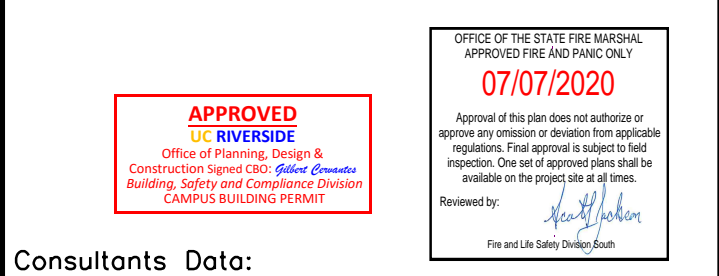 APPROVED
UC RIVERSIDE
Office of Planning, Design &
Construction Signed CBO: Gilbert Cervantes
Building, Safety and Compliance Division
CAMPUS BUILDING PERMIT
OFFICE OF THE STATE FIRE MARSHAL
APPROVED FIRE AND PANIC ONLY
07/07/2020
Approval of this plan does not authorize or
approve any omission or deviation from applicable
regulations. Final approval is subject to field
inspection. One set of approved plans shall be
available on the project site at all times.
Reviewed by: Scott Jackson
Fire and Life Safety Division South
Consultants Data: